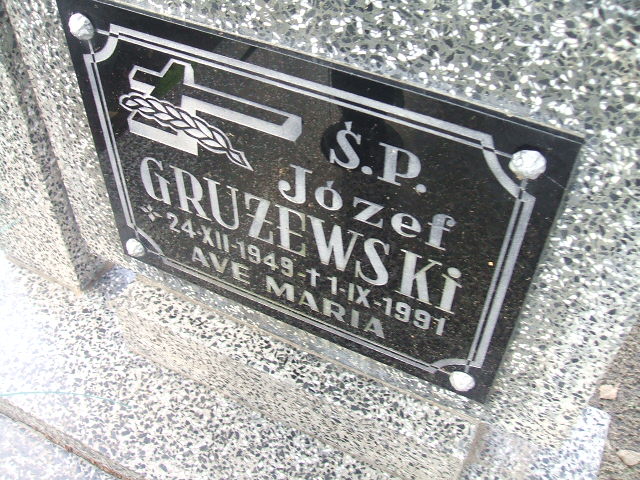 Ś.P.
Józef
GRUZEWSKi
* 24-XII-1949-†1-IX-1991
AVE MARIA